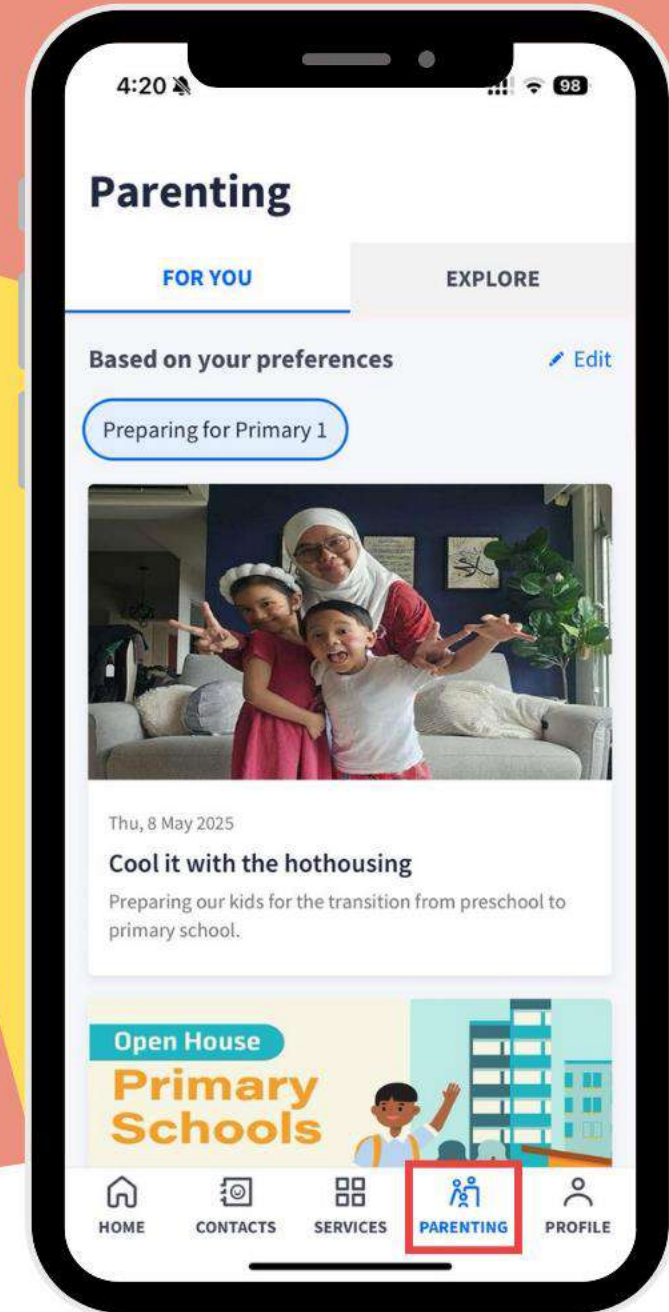 4:20
98
Parenting
FOR YOU
EXPLORE
Based on your preferences
Edit
Preparing for Primary 1
Thu, 8 May 2025
Cool it with the hothousing
Preparing our kids for the transition from preschool to
primary school.
Open House
Primary
Schools
HOME
CONTACTS
SERVICES
PARENTING
PROFILE